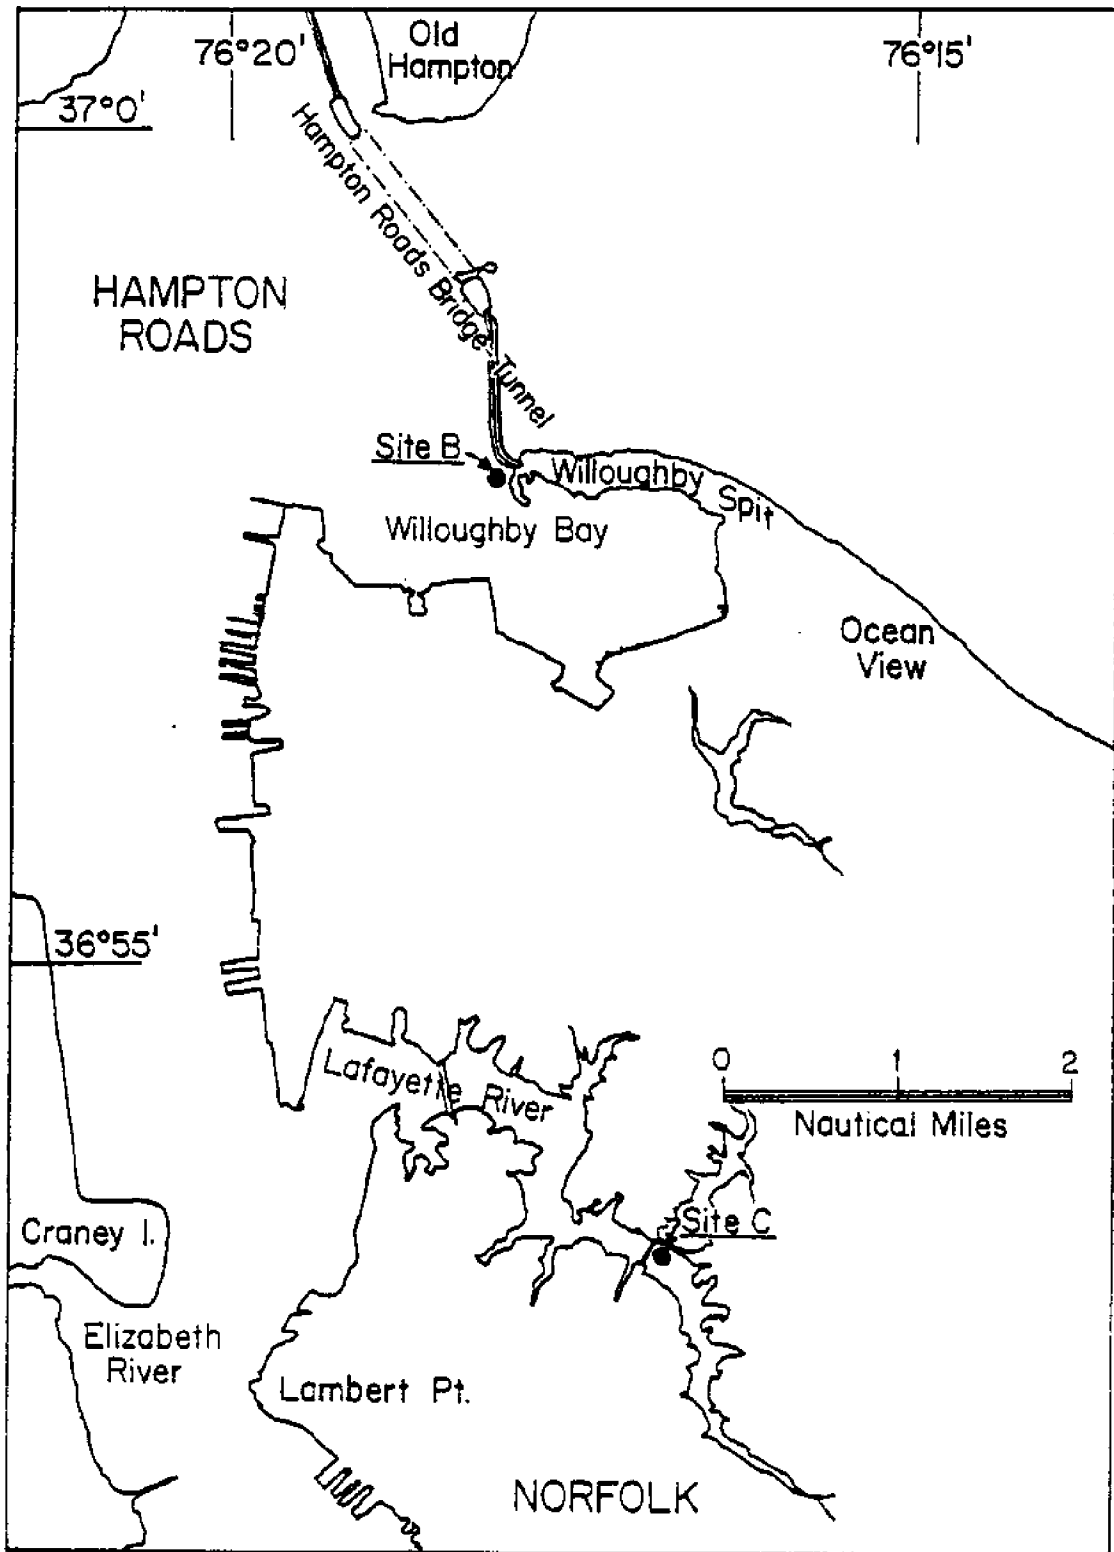 76°20'
Old
Hampton
76°15'
37°0'
Hampton Roads Bridge-Tunnel
HAMPTON
ROADS
Site B
Willoughby Spit
Willoughby Bay
Ocean
View
36°55'
Lafayette River
0 1 2
Nautical Miles
Site C
Craney I.
Elizabeth
River
Lambert Pt.
NORFOLK